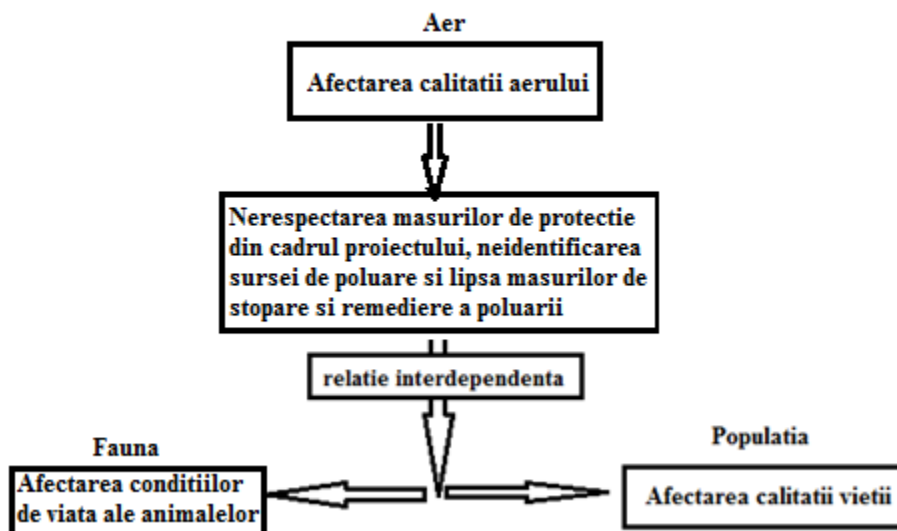 Aer
Afectarea calitatii aerului
Nerespectarea masurilor de protectie
din cadrul proiectului, neidentificarea
sursei de poluare si lipsa masurilor de
stopare si remediere a poluarii
relatie interdependenta
Fauna
Afectarea conditiilor
de viata ale animalelor
Populatia
Afectarea calitatii vietii